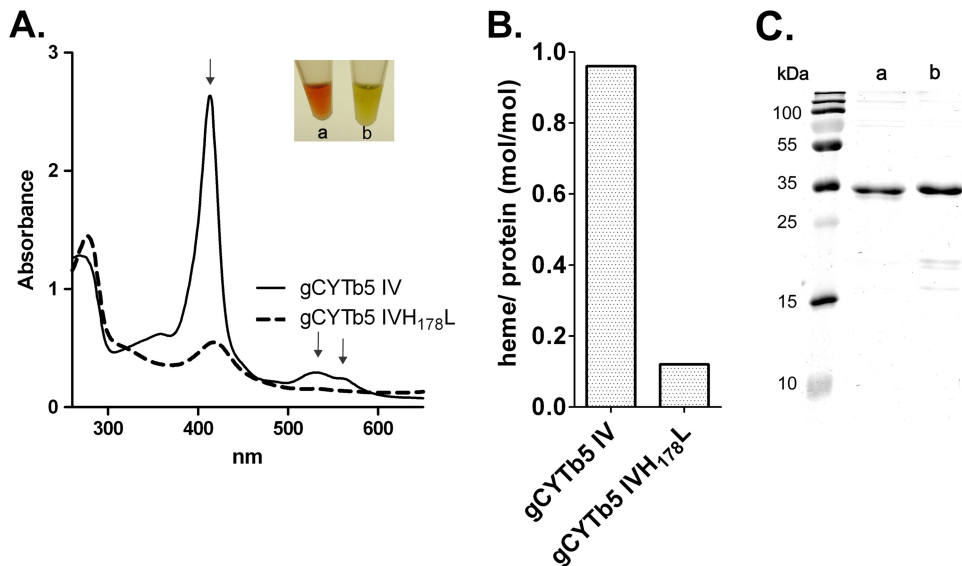 A.
3
2
1
0
Absorbance
300 400 500 600
nm
a b
gCYTb5 IV
gCYTb5 IVH₁₇₈L
B.
1.0
0.8
0.6
0.4
0.2
0.0
heme/ protein (mol/mol)
gCYTb5 IV
gCYTb5 IVH₁₇₈L
C.
kDa a b
100
55
35
25
15
10